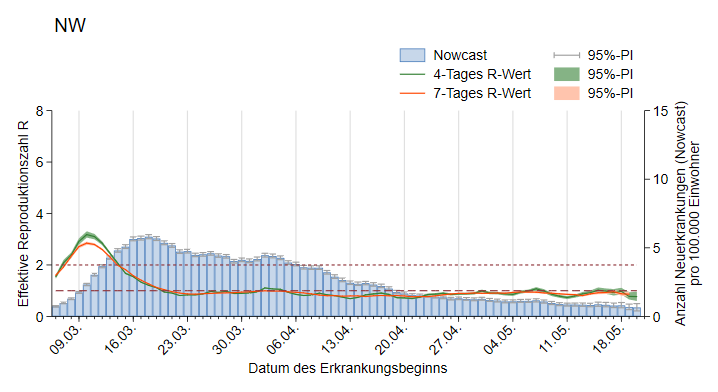 NW
Nowcast
95%-PI
4-Tages R-Wert
95%-PI
7-Tages R-Wert
95%-PI
Effektive Reproduktionszahl R
8
6
4
2
0
15
10
5
0
Anzahl Neuerkrankungen (Nowcast)
pro 100.000 Einwohner
09.03.
16.03.
23.03.
30.03.
06.04.
13.04.
20.04.
27.04.
04.05.
11.05.
18.05.
Datum des Erkrankungsbeginns